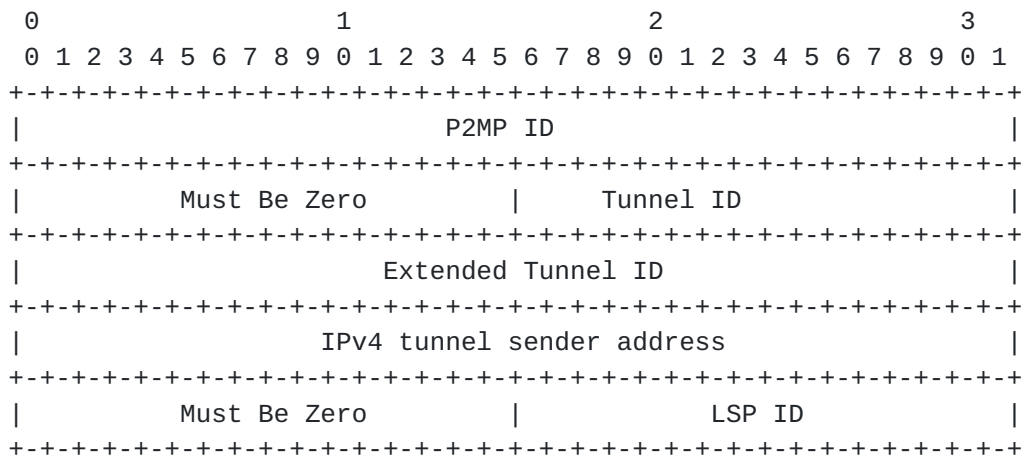 0                   1                   2                   3
 0 1 2 3 4 5 6 7 8 9 0 1 2 3 4 5 6 7 8 9 0 1 2 3 4 5 6 7 8 9 0 1
+-+-+-+-+-+-+-+-+-+-+-+-+-+-+-+-+-+-+-+-+-+-+-+-+-+-+-+-+-+-+-+-+
|                           P2MP ID                             |
+-+-+-+-+-+-+-+-+-+-+-+-+-+-+-+-+-+-+-+-+-+-+-+-+-+-+-+-+-+-+-+-+
|          Must Be Zero         |     Tunnel ID                 |
+-+-+-+-+-+-+-+-+-+-+-+-+-+-+-+-+-+-+-+-+-+-+-+-+-+-+-+-+-+-+-+-+
|                       Extended Tunnel ID                      |
+-+-+-+-+-+-+-+-+-+-+-+-+-+-+-+-+-+-+-+-+-+-+-+-+-+-+-+-+-+-+-+-+
|                   IPv4 tunnel sender address                  |
+-+-+-+-+-+-+-+-+-+-+-+-+-+-+-+-+-+-+-+-+-+-+-+-+-+-+-+-+-+-+-+-+
|          Must Be Zero         |            LSP ID             |
+-+-+-+-+-+-+-+-+-+-+-+-+-+-+-+-+-+-+-+-+-+-+-+-+-+-+-+-+-+-+-+-+